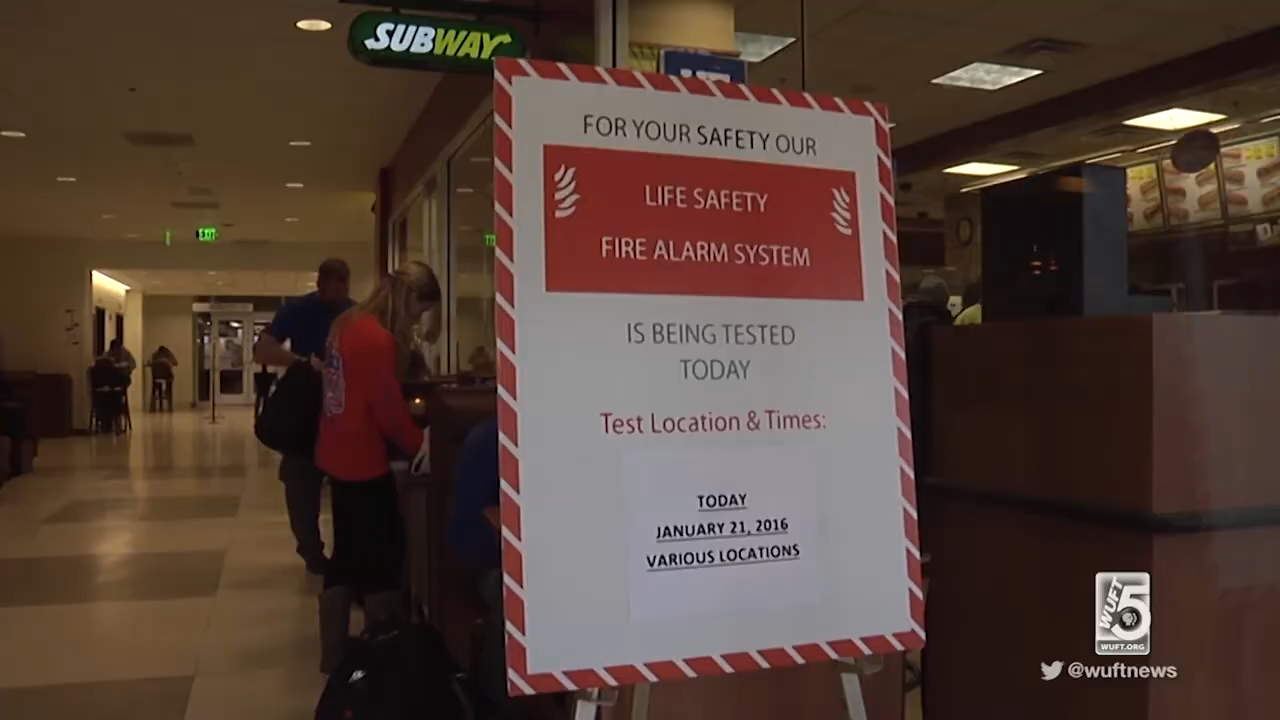 SUBWAY
FOR YOUR SAFETY OUR
LIFE SAFETY
FIRE ALARM SYSTEM
IS BEING TESTED
TODAY
Test Location & Times:
TODAY
JANUARY 21, 2016
VARIOUS LOCATIONS
EXIT
WUFT 5
WUFT.ORG
@wuftnews